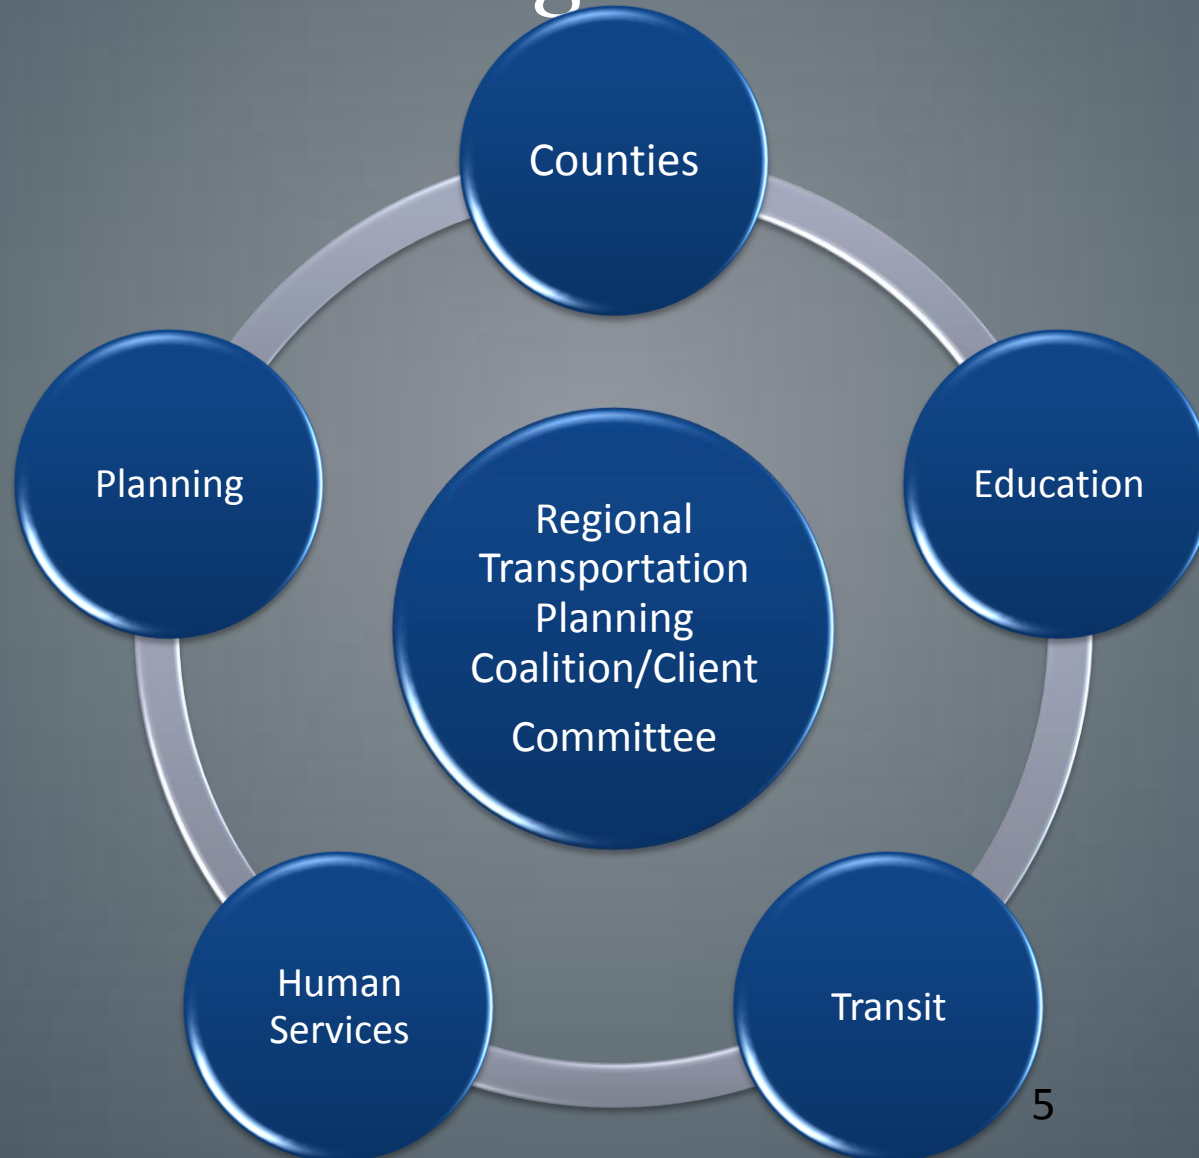 Counties
Planning
Education
Regional
Transportation
Planning
Coalition/Client
Committee
Human
Services
Transit
5